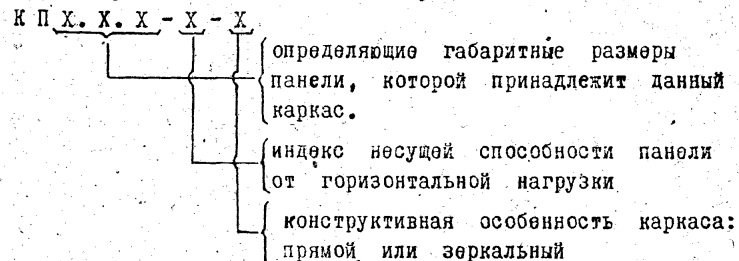 К П Х. Х. Х - Х - Х
определяющие габаритные размеры
панели, которой принадлежит данный
каркас.
индекс несущей способности панели
от горизонтальной нагрузки
конструктивная особенность каркаса:
прямой или зеркальный